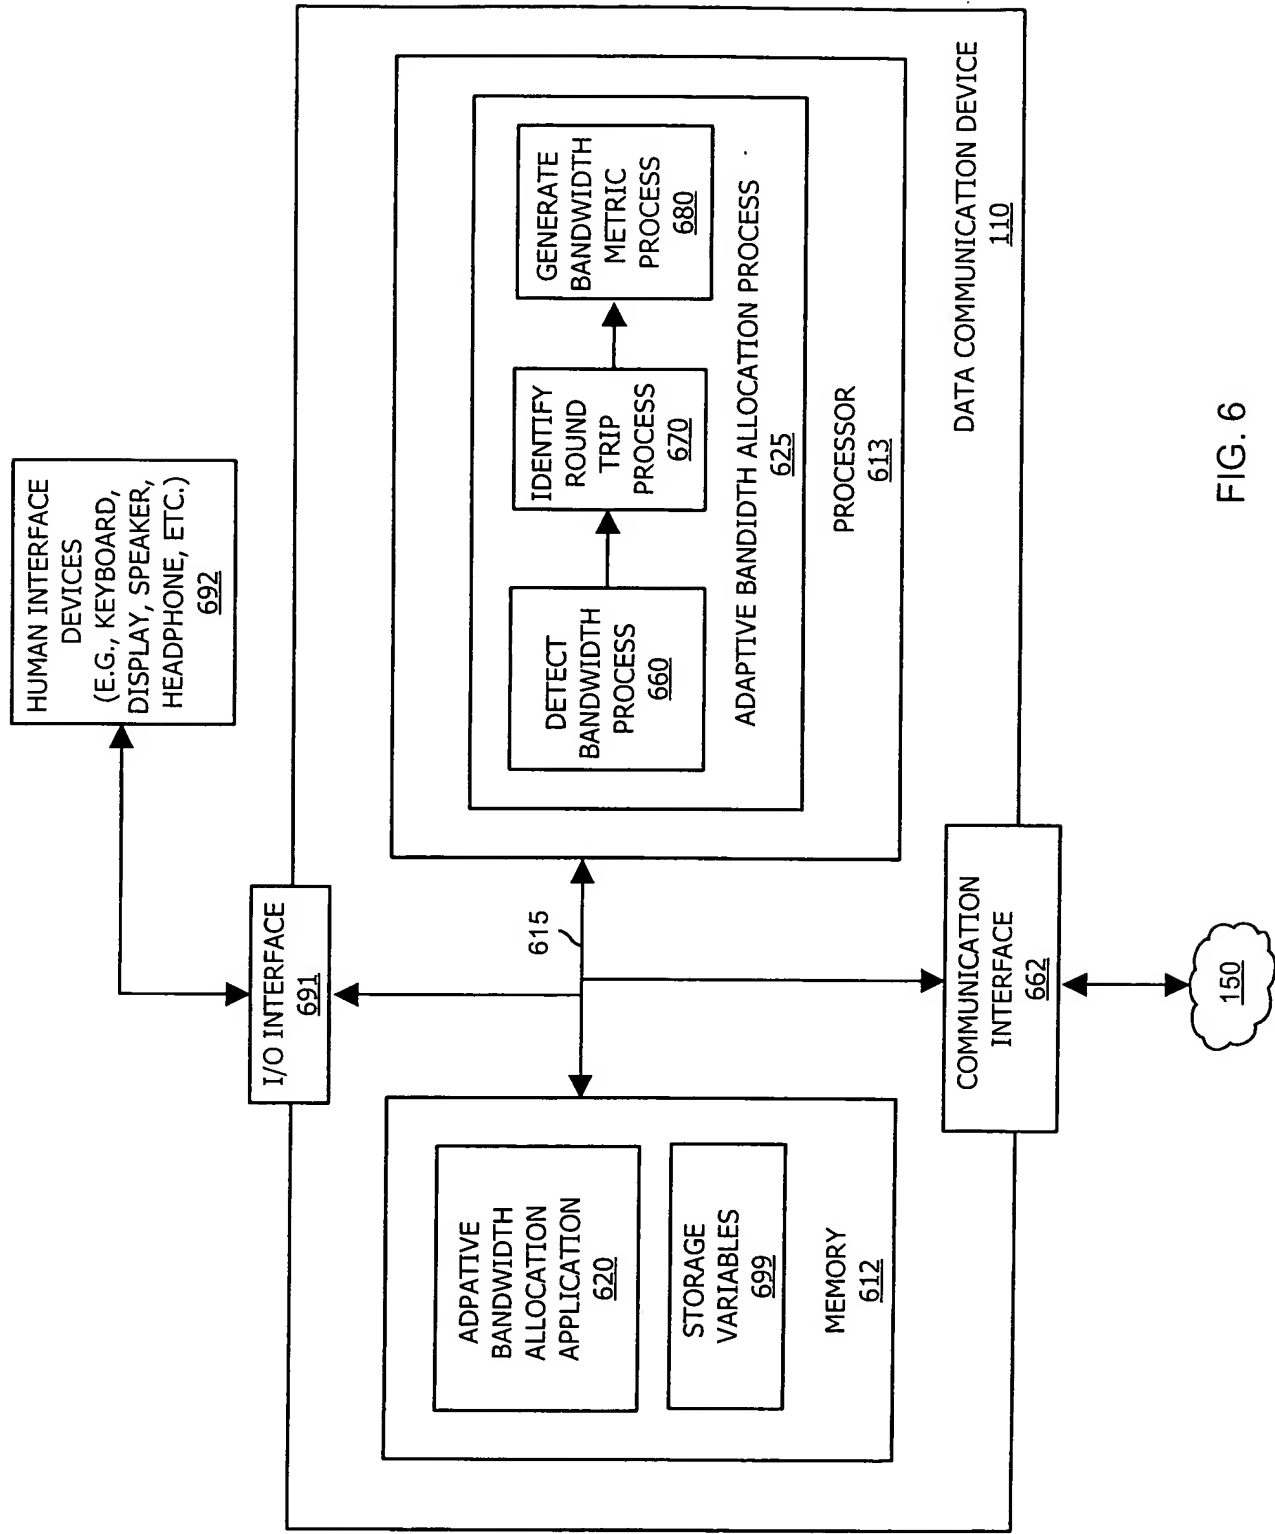 HUMAN INTERFACE
DEVICES
(E.G., KEYBOARD,
DISPLAY, SPEAKER,
HEADPHONE, ETC.)
692
I/O INTERFACE
691
ADPATIVE
BANDWIDTH
ALLOCATION
APPLICATION
620
STORAGE
VARIABLES
699
MEMORY
612
615
DETECT
BANDWIDTH
PROCESS
660
IDENTIFY
ROUND
TRIP
PROCESS
670
GENERATE
BANDWIDTH
METRIC
PROCESS
680
ADAPTIVE BANDIDTH ALLOCATION PROCESS
625
PROCESSOR
613
DATA COMMUNICATION DEVICE
110
COMMUNICATION
INTERFACE
662
150
FIG. 6